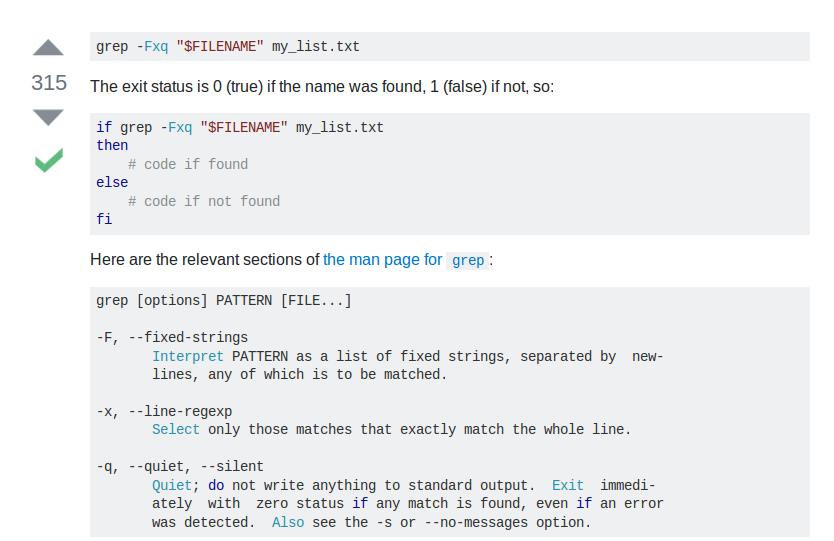 grep -Fxq "$FILENAME" my_list.txt
315
The exit status is 0 (true) if the name was found, 1 (false) if not, so:
if grep -Fxq "$FILENAME" my_list.txt
then
    # code if found
else
    # code if not found
fi
Here are the relevant sections of the man page for grep:
grep [options] PATTERN [FILE...]
-F, --fixed-strings
       Interpret PATTERN as a list of fixed strings, separated by  new-
       lines, any of which is to be matched.
-x, --line-regexp
       Select only those matches that exactly match the whole line.
-q, --quiet, --silent
       Quiet; do not write anything to standard output.  Exit  immedi-
       ately  with  zero status if any match is found, even if an error
       was detected.  Also see the -s or --no-messages option.